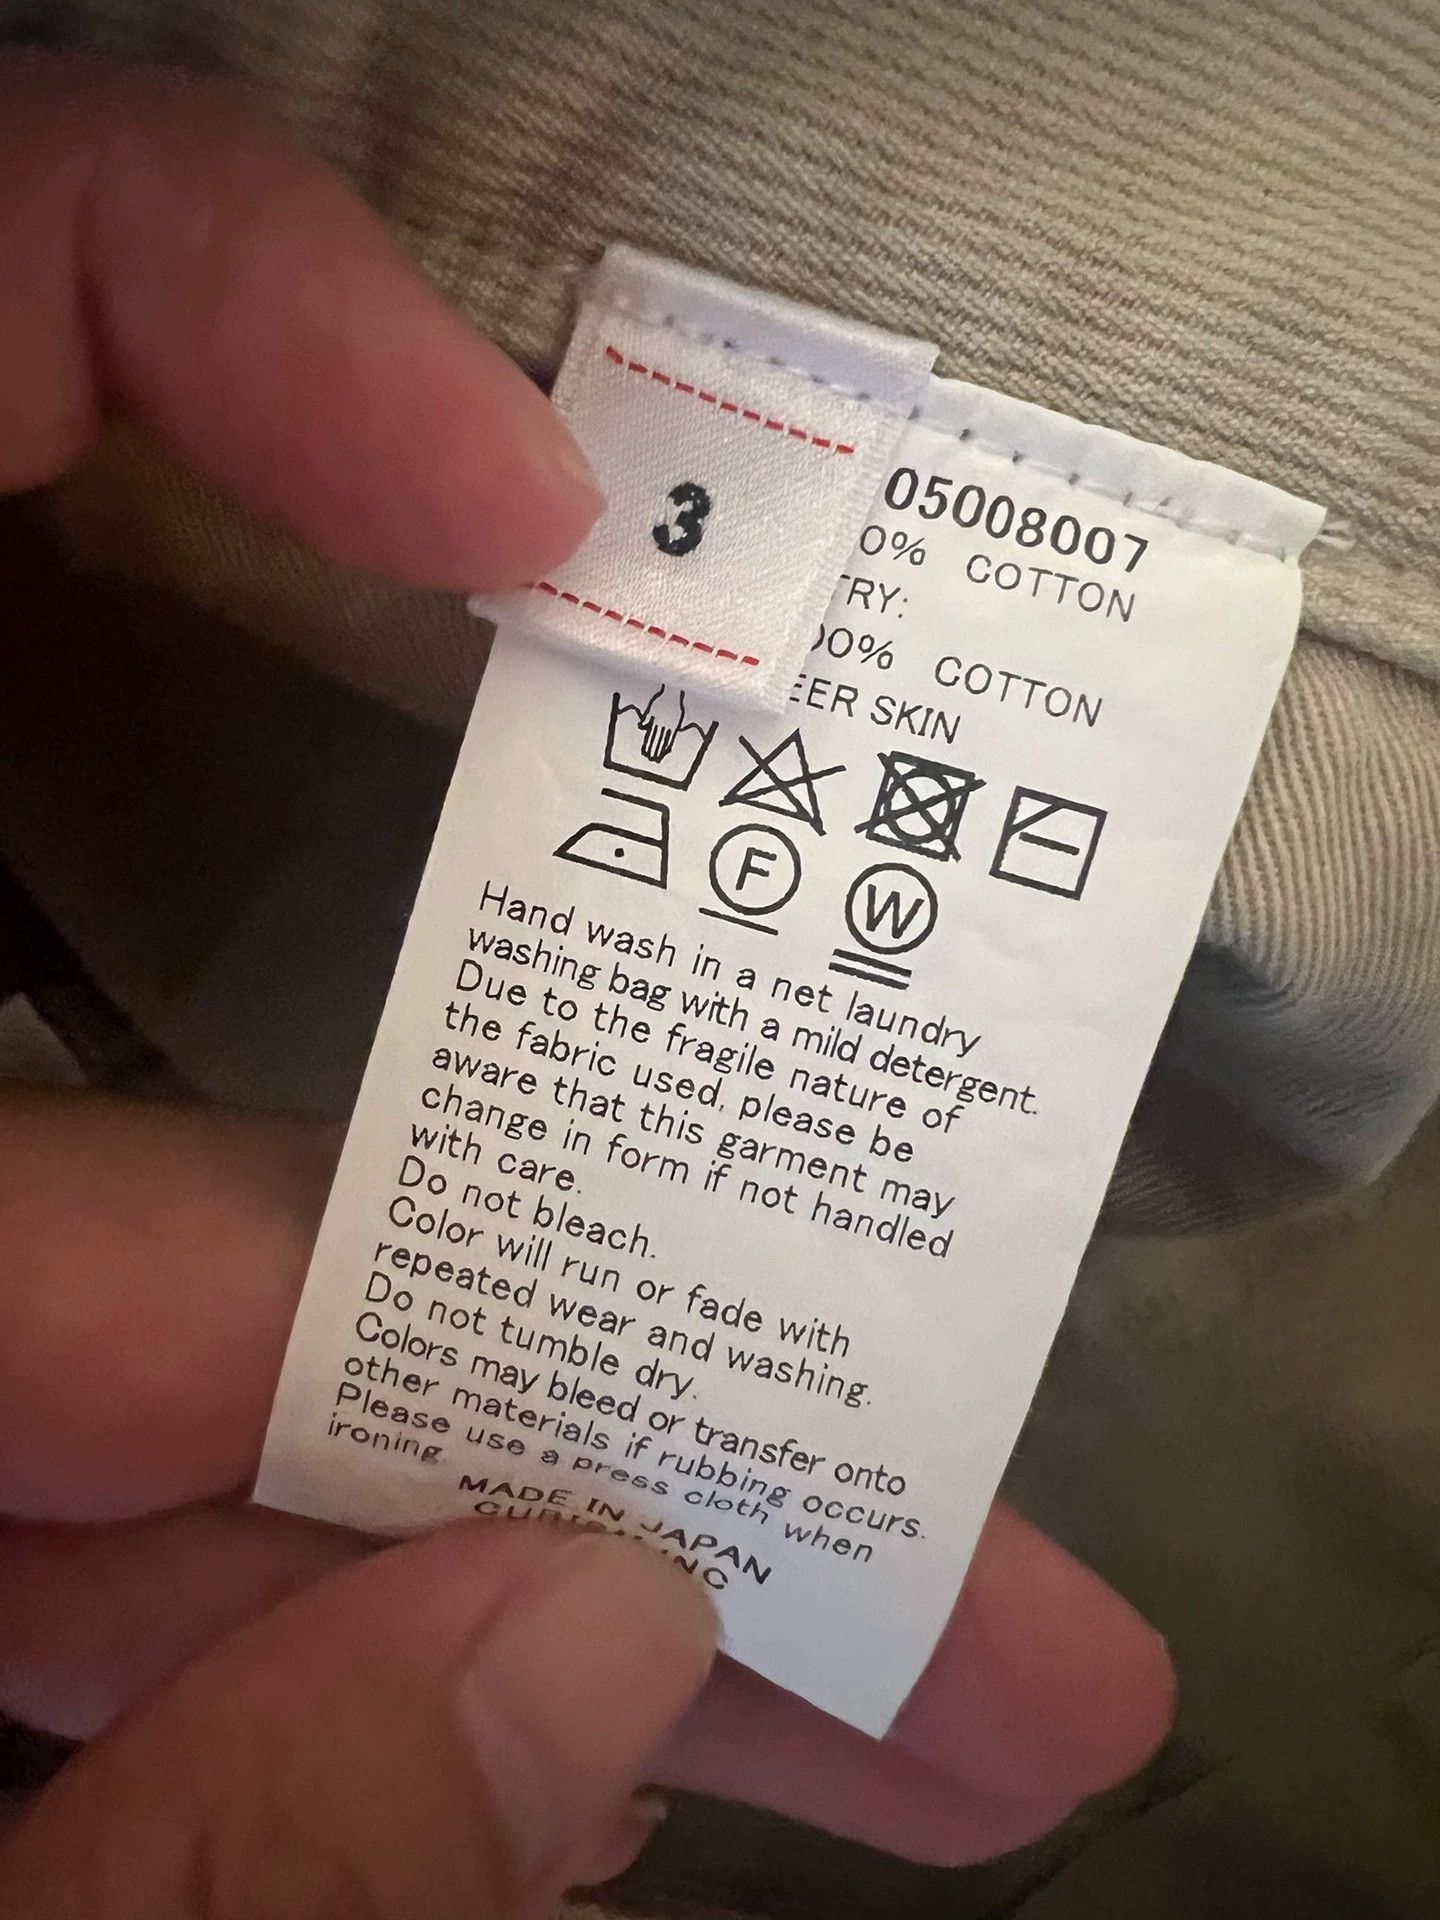 3
05008007
0% COTTON
TRY:
00% COTTON
EER SKIN
F
W
Hand wash in a net laundry
washing bag with a mild detergent.
Due to the fragile nature of
the fabric used, please be
aware that this garment may
change in form if not handled
with care.
Do not bleach.
Color will run or fade with
repeated wear and washing.
Do not tumble dry.
Colors may bleed or transfer onto
other materials if rubbing occurs.
Please use a press cloth when
ironing.
MADE IN JAPAN
INC